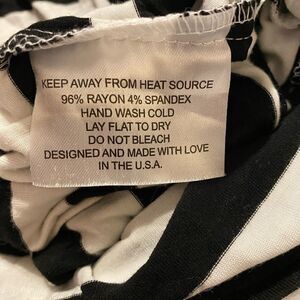 KEEP AWAY FROM HEAT SOURCE
96% RAYON 4% SPANDEX
HAND WASH COLD
LAY FLAT TO DRY
DO NOT BLEACH
DESIGNED AND MADE WITH LOVE
IN THE U.S.A.